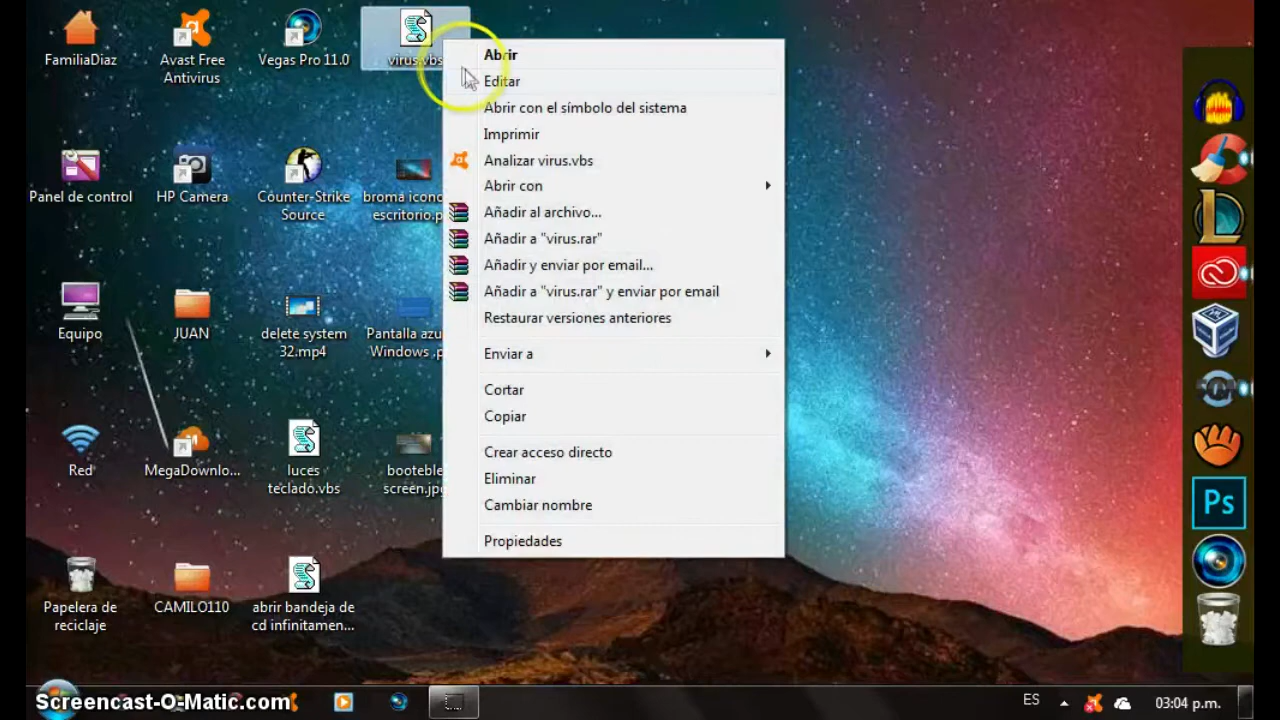 FamiliaDiaz
Avast Free
Antivirus
Vegas Pro 11.0
virus.vbs
Panel de control
HP Camera
Counter-Strike
Source
broma icono
escritorio.p
Equipo
JUAN
delete system
32.mp4
Pantalla azu
Windows .p
Red
MegaDownlo...
luces
teclado.vbs
booteble
screen.jpg
Papelera de
reciclaje
CAMILO110
abrir bandeja de
cd infinitamen...
Abrir
Editar
Abrir con el símbolo del sistema
Imprimir
Analizar virus.vbs
Abrir con
Añadir al archivo...
Añadir a "virus.rar"
Añadir y enviar por email...
Añadir a "virus.rar" y enviar por email
Restaurar versiones anteriores
Enviar a
Cortar
Copiar
Crear acceso directo
Eliminar
Cambiar nombre
Propiedades
Ps
Screencast-O-Matic.com
ES
03:04 p.m.